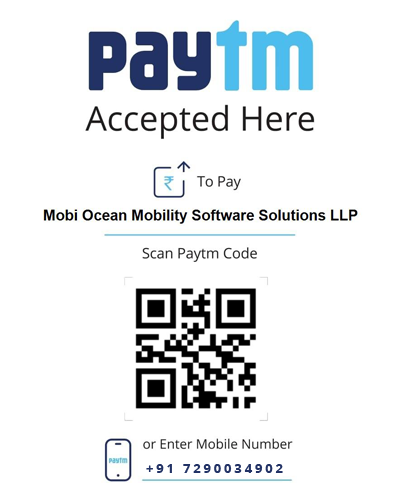 paytm
Accepted Here
₹ To Pay
Mobi Ocean Mobility Software Solutions LLP
Scan Paytm Code
or Enter Mobile Number
paytm
+91 7290034902